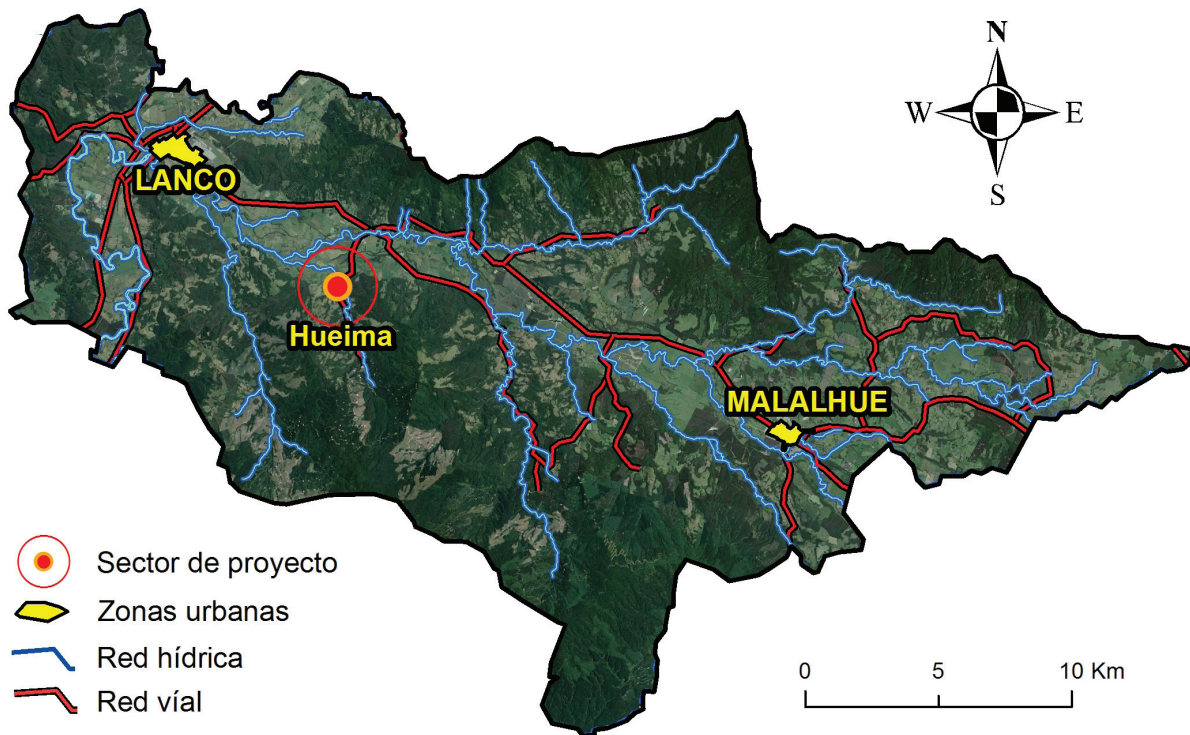 N
W
E
S
LANCO
Hueima
MALALHUE
Sector de proyecto
Zonas urbanas
Red hídrica
Red víal
0 5 10 Km